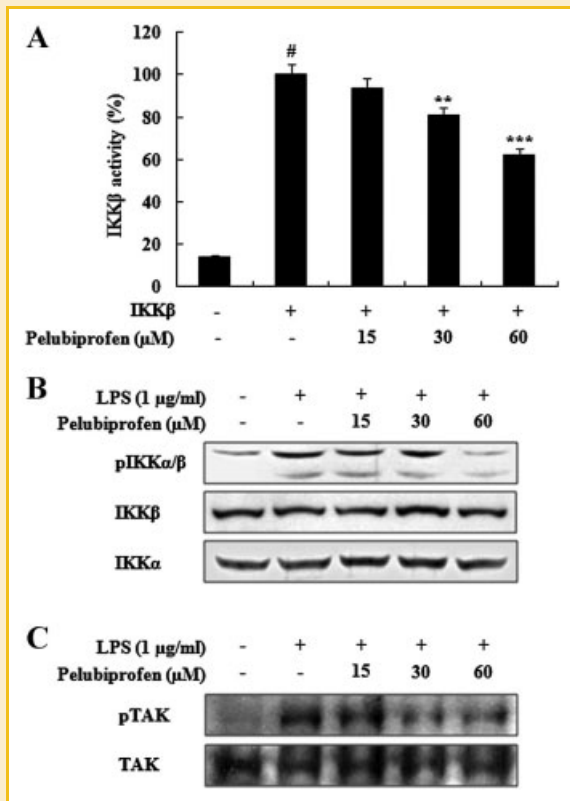 A
#
**
***
120
100
80
60
40
20
0
IKKβ activity (%)
IKKβ - + + + +
Pelubiprofen (μM) - - 15 30 60
B
LPS (1 μg/ml) - + + + +
Pelubiprofen (μM) - - 15 30 60
pIKKα/β
IKKβ
IKKα
C
LPS (1 μg/ml) - + + + +
Pelubiprofen (μM) - - 15 30 60
pTAK
TAK